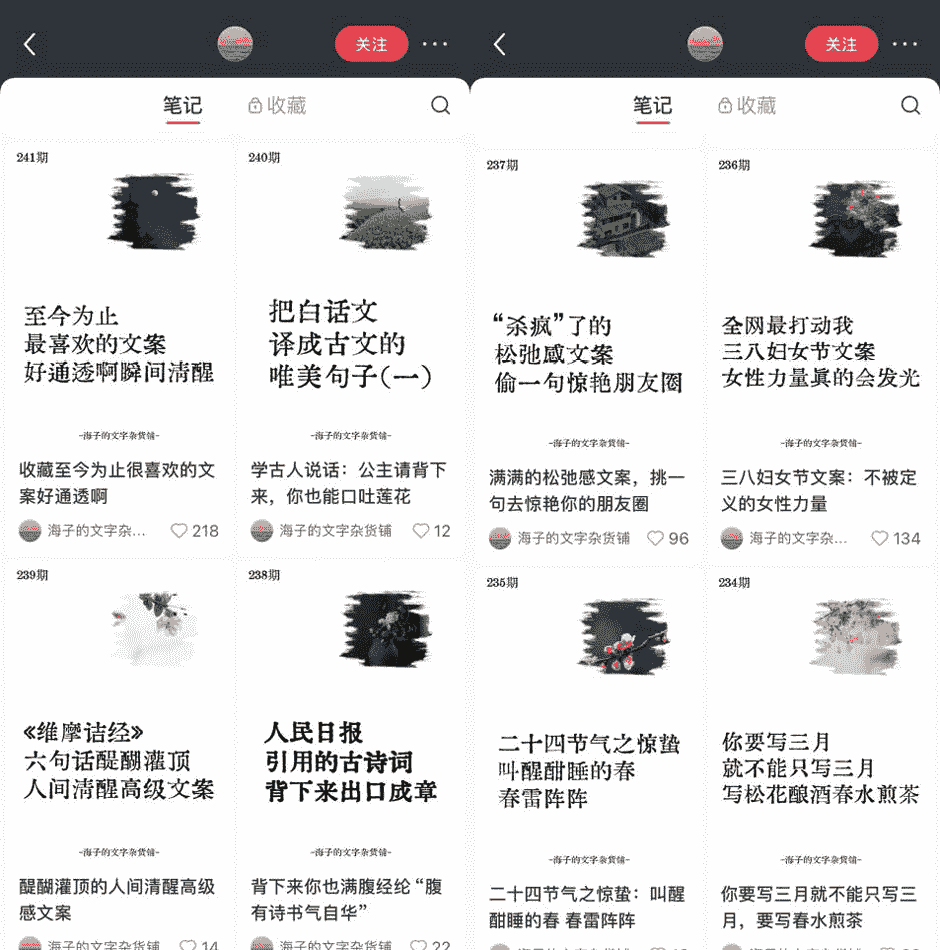 关注
关注
笔记
收藏
笔记
收藏
241期
至今为止
最喜欢的文案
好通透啊瞬间清醒
-海子的文字杂货铺-
收藏至今为止很喜欢的文
案好通透啊
海子的文字杂...
218
240期
把白话文
译成古文的
唯美句子(一)
-海子的文字杂货铺-
学古人说话：公主请背下
来，你也能口吐莲花
海子的文字杂货铺
12
237期
“杀疯”了的
松弛感文案
偷一句惊艳朋友圈
-海子的文字杂货铺-
满满的松弛感文案，挑一
句去惊艳你的朋友圈
海子的文字杂货铺
96
236期
全网最打动我
三八妇女节文案
女性力量真的会发光
-海子的文字杂货铺-
三八妇女节文案：不被定
义的女性力量
海子的文字杂...
134
239期
《维摩诘经》
六句话醍醐灌顶
人间清醒高级文案
-海子的文字杂货铺-
醍醐灌顶的人间清醒高级
感文案
海子的文字杂货铺
14
238期
人民日报
引用的古诗词
背下来出口成章
-海子的文字杂货铺-
背下来你也满腹经纶“腹
有诗书气自华”
海子的文字杂货铺
22
235期
二十四节气之惊蛰
叫醒酣睡的春
春雷阵阵
-海子的文字杂货铺-
二十四节气之惊蛰：叫醒
酣睡的春 春雷阵阵
234期
你要写三月
就不能只写三月
写松花酿酒春水煎茶
-海子的文字杂货铺-
你要写三月就不能只写三
月，要写春水煎茶